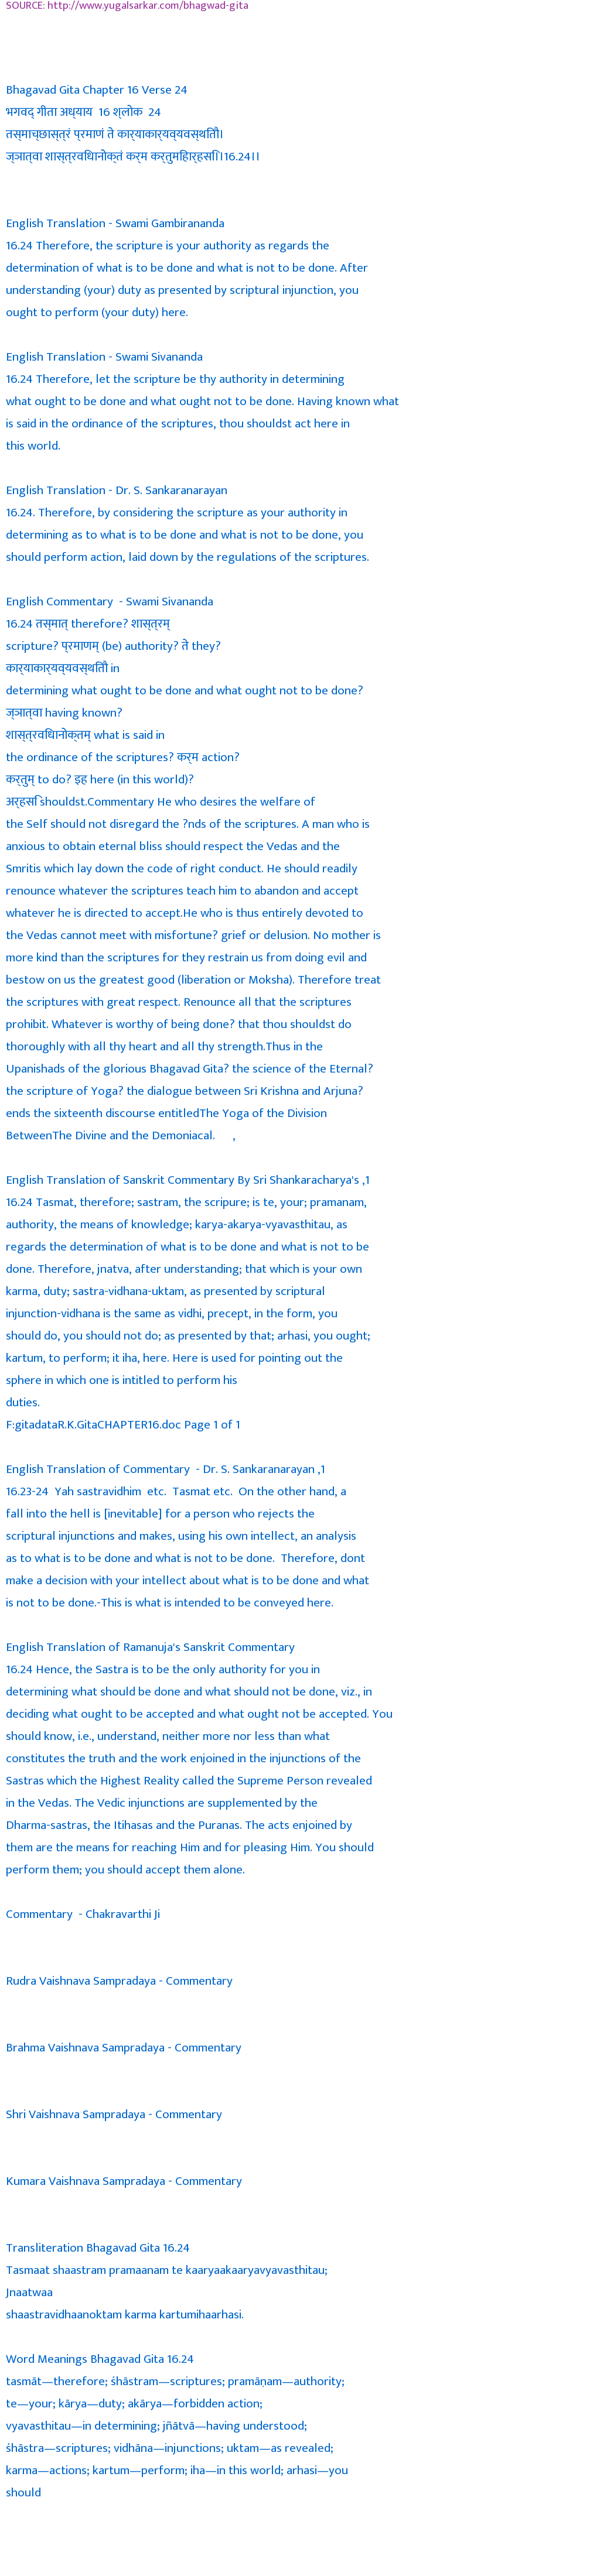 SOURCE: http://www.yugalsarkar.com/bhagwad-gita
Bhagavad Gita Chapter 16 Verse 24
भगवद् गीता अध्याय 16 श्लोक 24
तस्माच्छास्त्रं प्रमाणं ते कार्याकार्यव्यवस्थितौ।
ज्ञात्वा शास्त्रविधानोक्तं कर्म कर्तुमिहार्हसि।।16.24।।
English Translation - Swami Gambirananda
16.24 Therefore, the scripture is your authority as regards the
determination of what is to be done and what is not to be done. After
understanding (your) duty as presented by scriptural injunction, you
ought to perform (your duty) here.
English Translation - Swami Sivananda
16.24 Therefore, let the scripture be thy authority in determining
what ought to be done and what ought not to be done. Having known what
is said in the ordinance of the scriptures, thou shouldst act here in
this world.
English Translation - Dr. S. Sankaranarayan
16.24. Therefore, by considering the scripture as your authority in
determining as to what is to be done and what is not to be done, you
should perform action, laid down by the regulations of the scriptures.
English Commentary - Swami Sivananda
16.24 तस्मात् therefore? शास्त्रम्
scripture? प्रमाणम् (be) authority? ते they?
कार्याकार्यव्यवस्थितौ in
determining what ought to be done and what ought not to be done?
ज्ञात्वा having known?
शास्त्रविधानोक्तम् what is said in
the ordinance of the scriptures? कर्म action?
कर्तुम् to do? इह here (in this world)?
अर्हसि shouldst.Commentary He who desires the welfare of
the Self should not disregard the ?nds of the scriptures. A man who is
anxious to obtain eternal bliss should respect the Vedas and the
Smritis which lay down the code of right conduct. He should readily
renounce whatever the scriptures teach him to abandon and accept
whatever he is directed to accept.He who is thus entirely devoted to
the Vedas cannot meet with misfortune? grief or delusion. No mother is
more kind than the scriptures for they restrain us from doing evil and
bestow on us the greatest good (liberation or Moksha). Therefore treat
the scriptures with great respect. Renounce all that the scriptures
prohibit. Whatever is worthy of being done? that thou shouldst do
thoroughly with all thy heart and all thy strength.Thus in the
Upanishads of the glorious Bhagavad Gita? the science of the Eternal?
the scripture of Yoga? the dialogue between Sri Krishna and Arjuna?
ends the sixteenth discourse entitledThe Yoga of the Division
BetweenThe Divine and the Demoniacal. ,
English Translation of Sanskrit Commentary By Sri Shankaracharya's ,1
16.24 Tasmat, therefore; sastram, the scripure; is te, your; pramanam,
authority, the means of knowledge; karya-akarya-vyavasthitau, as
regards the determination of what is to be done and what is not to be
done. Therefore, jnatva, after understanding; that which is your own
karma, duty; sastra-vidhana-uktam, as presented by scriptural
injunction-vidhana is the same as vidhi, precept, in the form, you
should do, you should not do; as presented by that; arhasi, you ought;
kartum, to perform; it iha, here. Here is used for pointing out the
sphere in which one is intitled to perform his
duties.
F:gitadataR.K.GitaCHAPTER16.doc Page 1 of 1
English Translation of Commentary - Dr. S. Sankaranarayan ,1
16.23-24 Yah sastravidhim etc. Tasmat etc. On the other hand, a
fall into the hell is [inevitable] for a person who rejects the
scriptural injunctions and makes, using his own intellect, an analysis
as to what is to be done and what is not to be done. Therefore, dont
make a decision with your intellect about what is to be done and what
is not to be done.-This is what is intended to be conveyed here.
English Translation of Ramanuja's Sanskrit Commentary
16.24 Hence, the Sastra is to be the only authority for you in
determining what should be done and what should not be done, viz., in
deciding what ought to be accepted and what ought not be accepted. You
should know, i.e., understand, neither more nor less than what
constitutes the truth and the work enjoined in the injunctions of the
Sastras which the Highest Reality called the Supreme Person revealed
in the Vedas. The Vedic injunctions are supplemented by the
Dharma-sastras, the Itihasas and the Puranas. The acts enjoined by
them are the means for reaching Him and for pleasing Him. You should
perform them; you should accept them alone.
Commentary - Chakravarthi Ji
Rudra Vaishnava Sampradaya - Commentary
Brahma Vaishnava Sampradaya - Commentary
Shri Vaishnava Sampradaya - Commentary
Kumara Vaishnava Sampradaya - Commentary
Transliteration Bhagavad Gita 16.24
Tasmaat shaastram pramaanam te kaaryaakaaryavyavasthitau;
Jnaatwaa
shaastravidhaanoktam karma kartumihaarhasi.
Word Meanings Bhagavad Gita 16.24
tasmāt—therefore; śhāstram—scriptures; pramāṇam—authority;
te—your; kārya—duty; akārya—forbidden action;
vyavasthitau—in determining; jñātvā—having understood;
śhāstra—scriptures; vidhāna—injunctions; uktam—as revealed;
karma—actions; kartum—perform; iha—in this world; arhasi—you
should